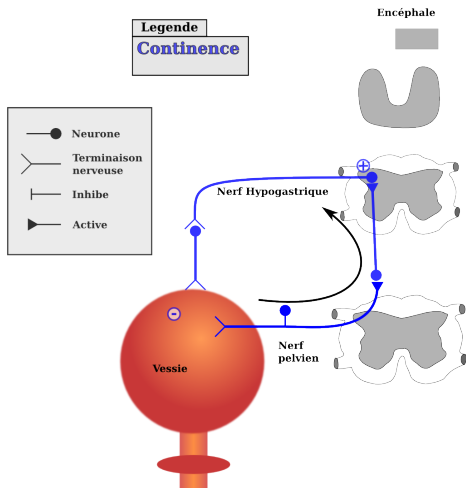 Encéphale
Legende
Continence
Neurone
Terminaison
nerveuse
Inhibe
Active
+
Nerf Hypogastrique
-
Nerf
pelvien
Vessie